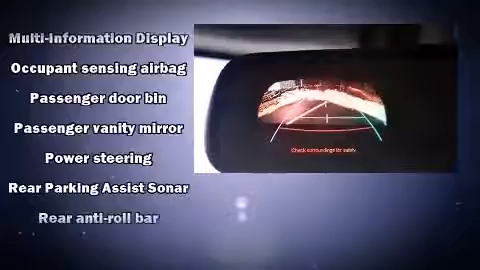 Multi-Information Display
Occupant sensing airbag
Passenger door bin
Passenger vanity mirror
Power steering
Rear Parking Assist Sonar
Rear anti-roll bar
Check surroundings for safety.